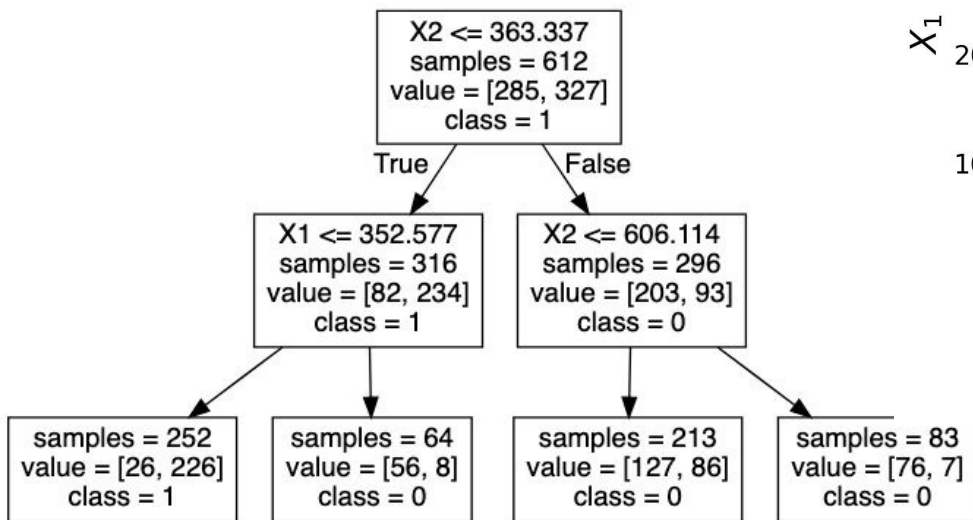 X2 <= 363.337
samples = 612
value = [285, 327]
class = 1
True
False
X1 <= 352.577
samples = 316
value = [82, 234]
class = 1
X2 <= 606.114
samples = 296
value = [203, 93]
class = 0
samples = 252
value = [26, 226]
class = 1
samples = 64
value = [56, 8]
class = 0
samples = 213
value = [127, 86]
class = 0
samples = 83
value = [76, 7]
class = 0
X1